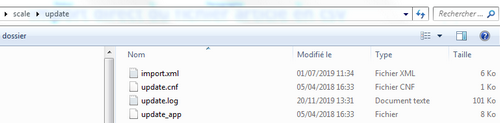 scale ▸ update
Rechercher ...
dossier
Nom
Modifié le
Type
Taille
import.xml 01/07/2019 11:34 Fichier XML 6 Ko
update.cnf 05/04/2018 16:33 Fichier CNF 1 Ko
update.log 20/11/2019 13:31 Document texte 101 Ko
update_app 05/04/2018 16:33 Fichier 8 Ko